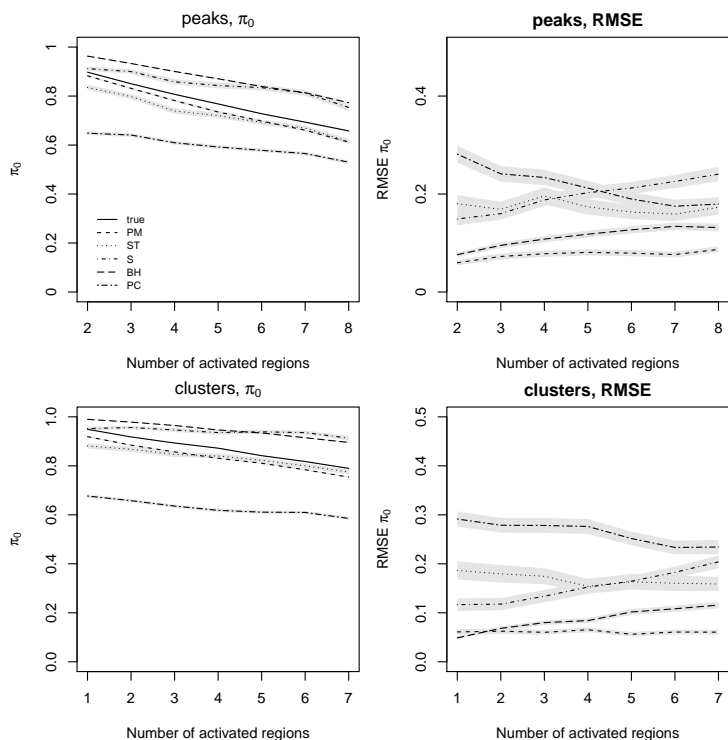 peaks, π0
π0
0
0.2
0.4
0.6
0.8
1
true
PM
ST
S
BH
PC
2 3 4 5 6 7 8
Number of activated regions
peaks, RMSE
RMSE π0
0
0.2
0.4
2 3 4 5 6 7 8
Number of activated regions
clusters, π0
π0
0.0
0.2
0.4
0.6
0.8
1.0
1 2 3 4 5 6 7
Number of activated regions
clusters, RMSE
RMSE π0
0.0
0.1
0.2
0.3
0.4
0.5
1 2 3 4 5 6 7
Number of activated regions